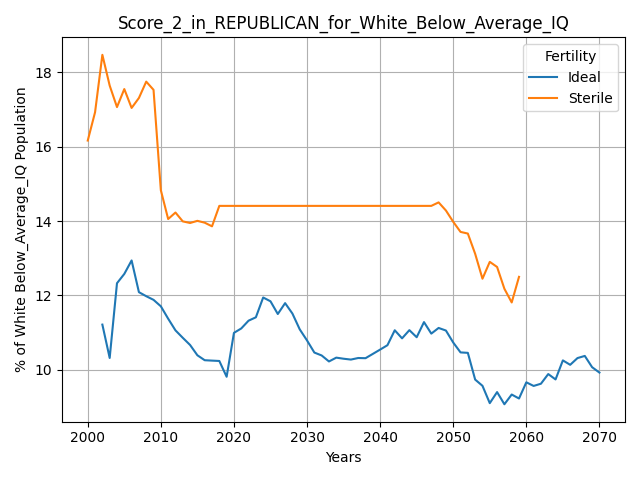 Score_2_in_REPUBLICAN_for_White_Below_Average_IQ
Fertility
Ideal
Sterile
% of White Below_Average_IQ Population
18
16
14
12
10
2000 2010 2020 2030 2040 2050 2060 2070
Years